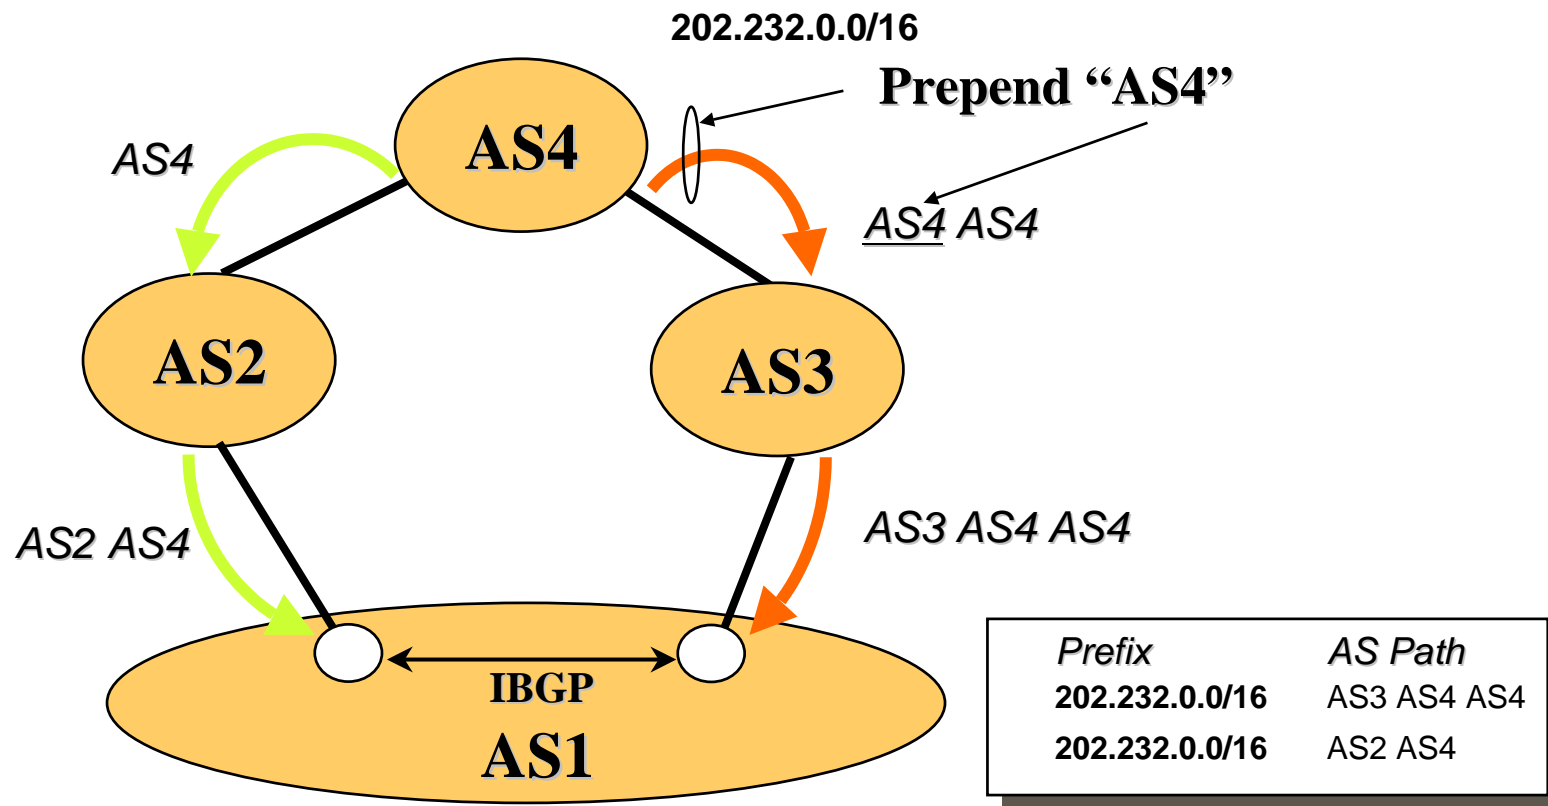 202.232.0.0/16
Prepend “AS4”
AS4
AS4
AS4 AS4
AS2
AS3
AS2 AS4
AS3 AS4 AS4
IBGP
AS1
Prefix AS Path
202.232.0.0/16 AS3 AS4 AS4
202.232.0.0/16 AS2 AS4